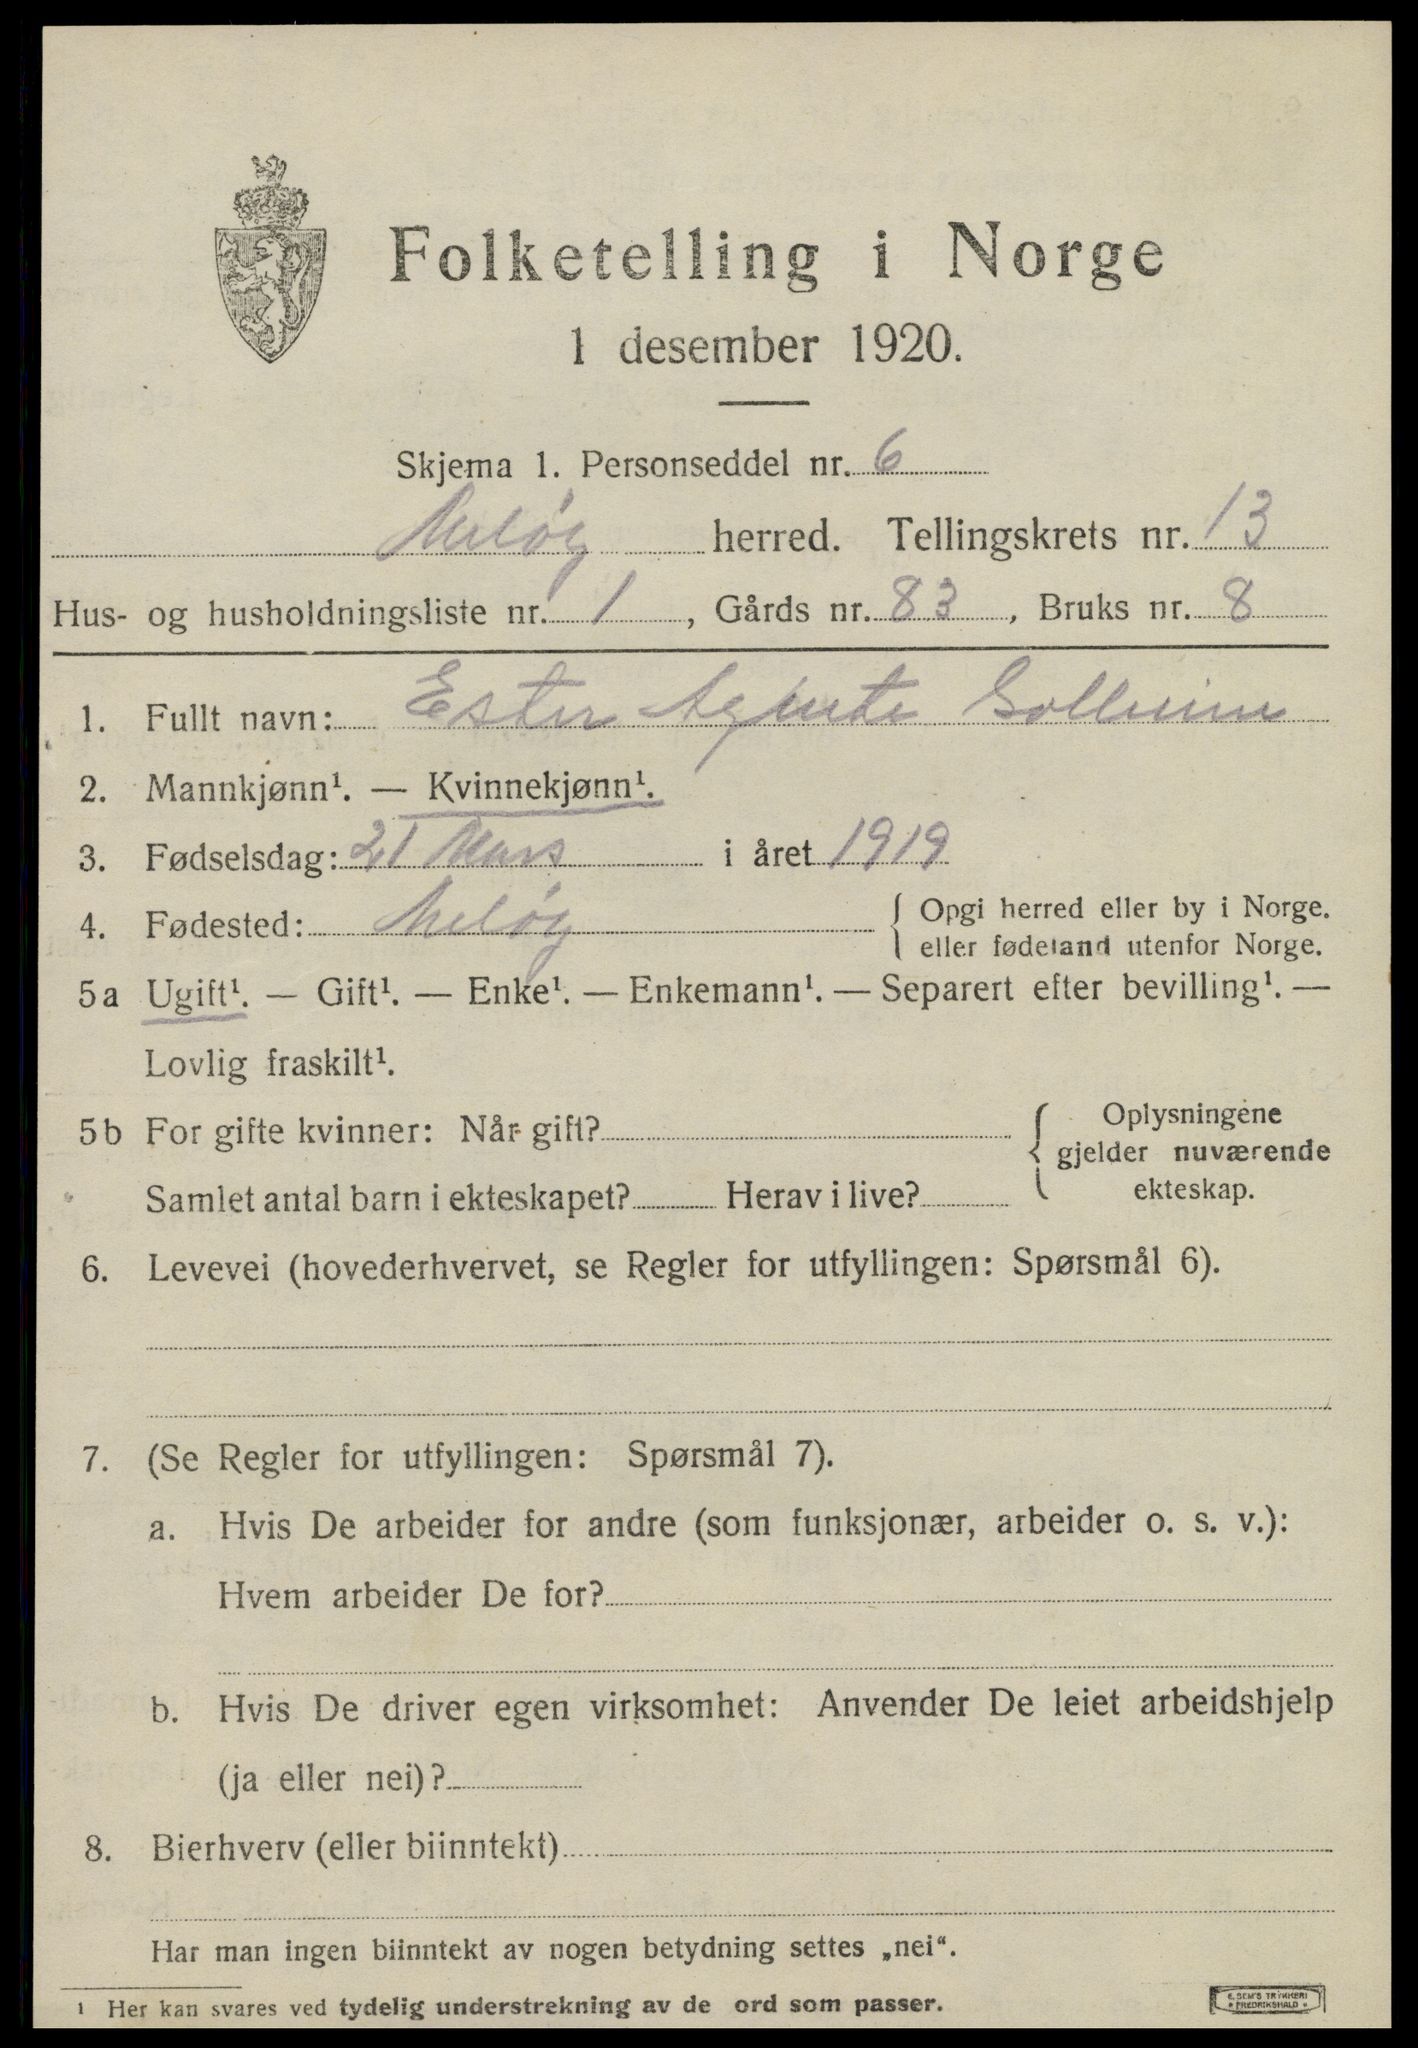 Folketelling i Norge
1 desember 1920.
Skjema 1. Personseddel nr. 6
Meløy herred. Tellingskrets nr. 13
Hus- og husholdningsliste nr. 1, Gårds nr. 83, Bruks nr. 8
1. Fullt navn: Ester
2. Mannkjønn¹. — Kvinnekjønn¹.
3. Fødselsdag: 21 Mars i året 1919
4. Fødested: Meløy { Opgi herred eller by i Norge.
eller fødeland utenfor Norge.
5a Ugift¹. — Gift¹. — Enke¹. — Enkemann¹. — Separert efter bevilling¹. —
Lovlig fraskilt¹.
5b For gifte kvinner: Når gift? { Oplysningene
gjelder nuværende
ekteskap.
Samlet antal barn i ekteskapet? Herav i live?
6. Levevei (hovederhvervet, se Regler for utfyllingen: Spørsmål 6).
7. (Se Regler for utfyllingen: Spørsmål 7).
a. Hvis De arbeider for andre (som funksjonær, arbeider o. s. v.):
Hvem arbeider De for?
b. Hvis De driver egen virksomhet: Anvender De leiet arbeidshjelp
(ja eller nei)?
8. Bierhverv (eller biinntekt)
Har man ingen biinntekt av nogen betydning settes „nei“.
¹ Her kan svares ved tydelig understrekning av de ord som passer.
E. SEM'S TRYKKERI
FREDRIKSHALD